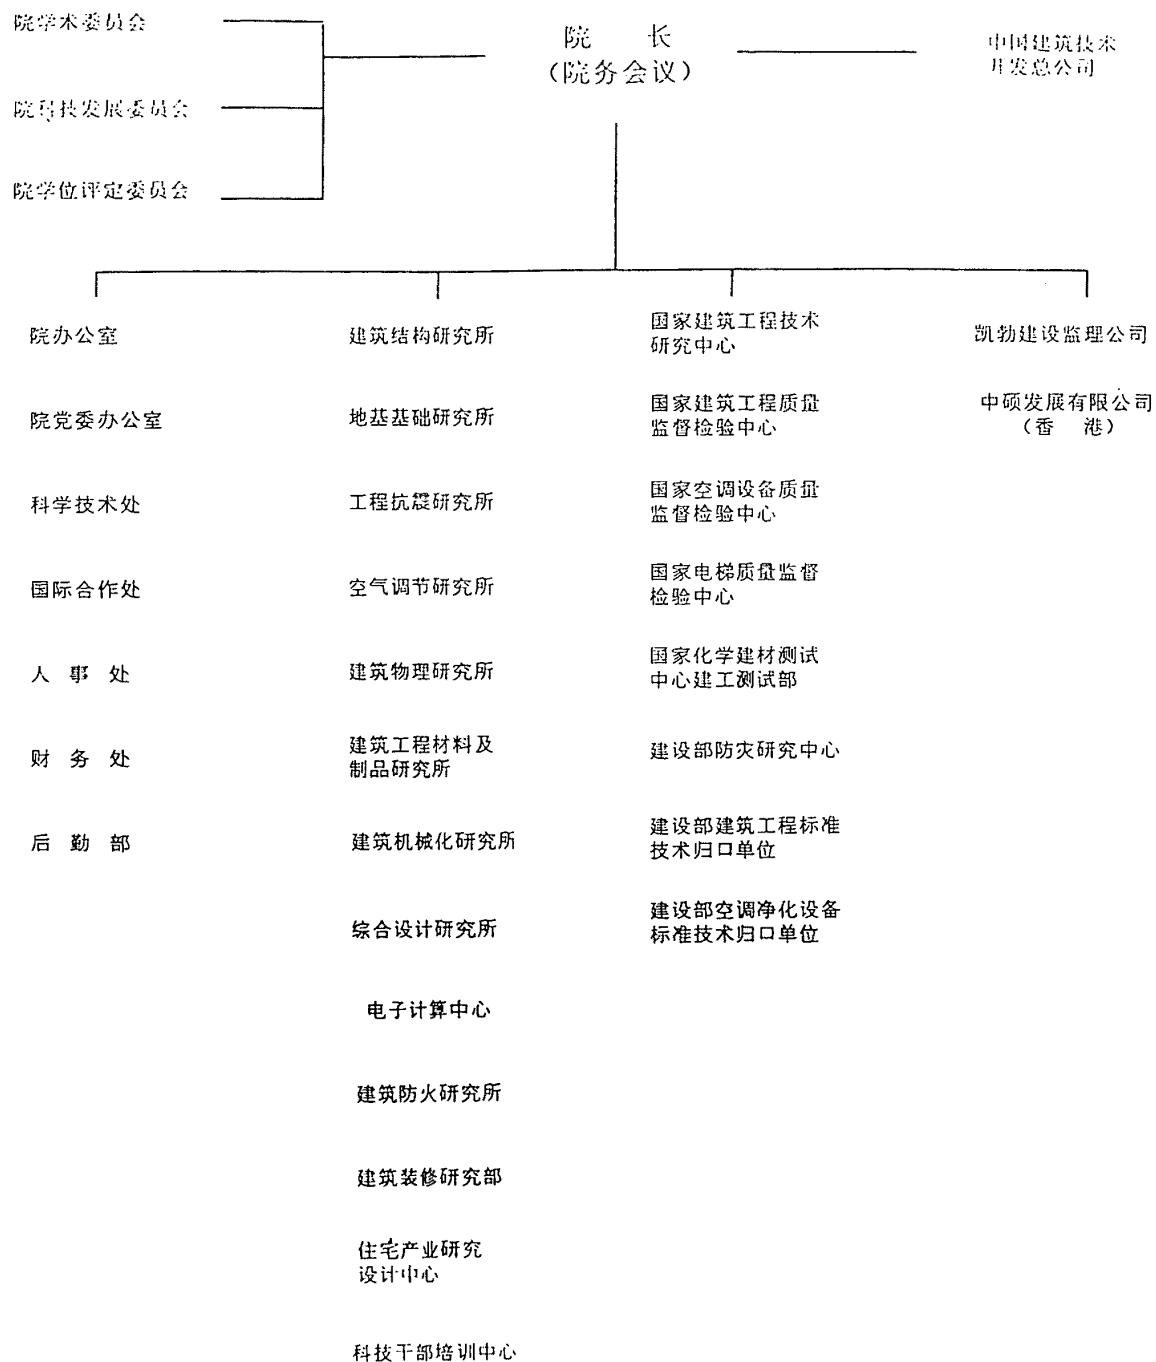 院学术委员会
院科技发展委员会
院学位评定委员会
院 长
（院务会议）
中国建筑技术
开发总公司
院办公室
院党委办公室
科学技术处
国际合作处
人 事 处
财 务 处
后 勤 部
建筑结构研究所
地基基础研究所
工程抗震研究所
空气调节研究所
建筑物理研究所
建筑工程材料及
制品研究所
建筑机械化研究所
综合设计研究所
电子计算中心
建筑防火研究所
建筑装修研究部
住宅产业研究
设计中心
科技干部培训中心
国家建筑工程技术
研究中心
国家建筑工程质量
监督检验中心
国家空调设备质量
监督检验中心
国家电梯质量监督
检验中心
国家化学建材测试
中心建工测试部
建设部防灾研究中心
建设部建筑工程标准
技术归口单位
建设部空调净化设备
标准技术归口单位
凯勃建设监理公司
中硕发展有限公司
（香 港）